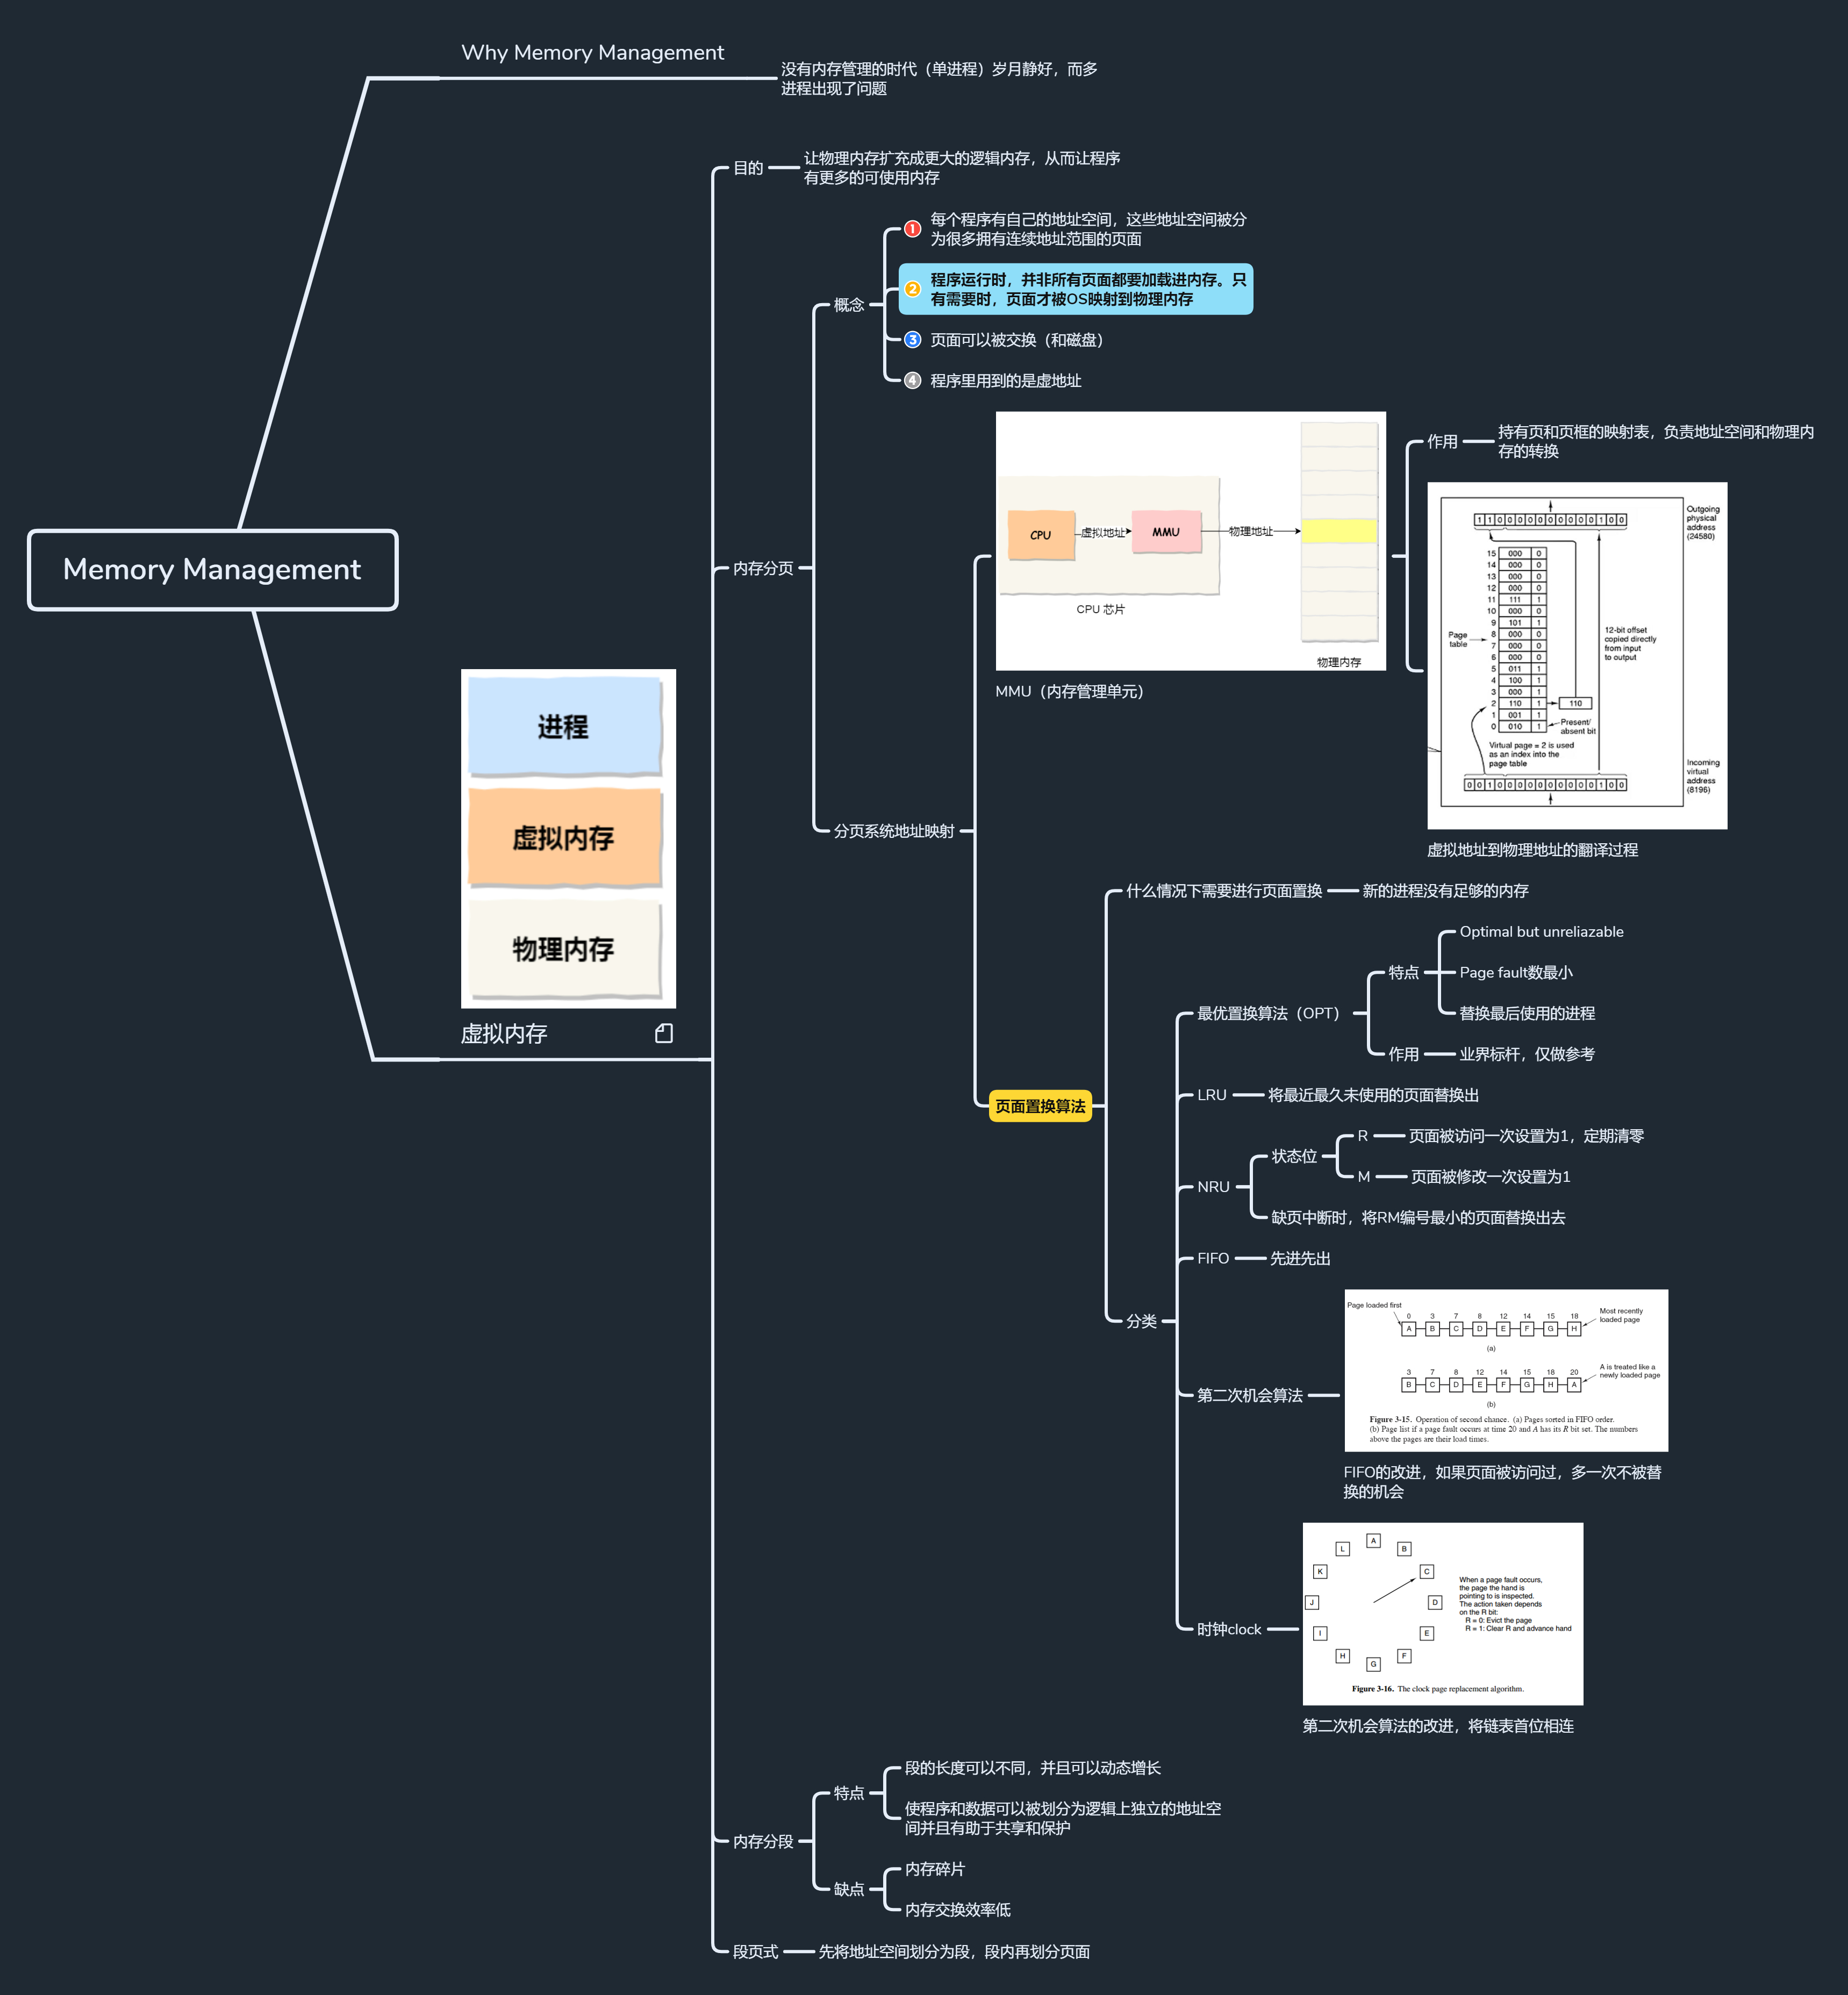 Why Memory Management
没有内存管理的时代（单进程）岁月静好，而多
进程出现了问题
Memory Management
进程
虚拟内存
物理内存
虚拟内存
目的
让物理内存扩充成更大的逻辑内存，从而让程序
有更多的可使用内存
内存分页
概念
1 每个程序有自己的地址空间，这些地址空间被分
为很多拥有连续地址范围的页面
2 程序运行时，并非所有页面都要加载进内存。只
有需要时，页面才被OS映射到物理内存
3 页面可以被交换（和磁盘）
4 程序里用到的是虚地址
分页系统地址映射
CPU
虚拟地址
MMU
物理地址
CPU 芯片
物理内存
MMU（内存管理单元）
作用
持有页和页框的映射表，负责地址空间和物理内
存的转换
1 1 0 0 0 0 0 0 0 0 0 0 1 0 0
Outgoing
physical
address
(24580)
15 000 0
14 000 0
13 000 0
12 000 0
11 111 1
10 000 0
9 101 1
8 000 0
7 000 0
6 000 0
5 011 1
4 100 1
3 000 1
2 110 1
1 001 1
0 010 1
Page
table
110
12-bit offset
copied directly
from input
to output
Present/
absent bit
Virtual page = 2 is used
as an index into the
page table
0 0 1 0 0 0 0 0 0 0 0 0 0 1 0 0
Incoming
virtual
address
(8196)
虚拟地址到物理地址的翻译过程
页面置换算法
什么情况下需要进行页面置换
新的进程没有足够的内存
分类
最优置换算法（OPT）
特点
Optimal but unreliazable
Page fault数最小
替换最后使用的进程
作用
业界标杆，仅做参考
LRU
将最近最久未使用的页面替换出
NRU
状态位
R
页面被访问一次设置为1，定期清零
M
页面被修改一次设置为1
缺页中断时，将RM编号最小的页面替换出去
FIFO
先进先出
第二次机会算法
Page loaded first
0 3 7 8 12 14 15 18
A B C D E F G H
Most recently
loaded page
(a)
3 7 8 12 14 15 18 20
B C D E F G H A
A is treated like a
newly loaded page
(b)
Figure 3-15. Operation of second chance. (a) Pages sorted in FIFO order.
(b) Page list if a page fault occurs at time 20 and A has its R bit set. The numbers
above the pages are their load times.
FIFO的改进，如果页面被访问过，多一次不被替
换的机会
时钟clock
A
B
C
D
E
F
G
H
I
J
K
L
When a page fault occurs,
the page the hand is
pointing to is inspected.
The action taken depends
on the R bit:
R = 0: Evict the page
R = 1: Clear R and advance hand
Figure 3-16. The clock page replacement algorithm.
第二次机会算法的改进，将链表首位相连
内存分段
特点
段的长度可以不同，并且可以动态增长
使程序和数据可以被划分为逻辑上独立的地址空
间并且有助于共享和保护
缺点
内存碎片
内存交换效率低
段页式
先将地址空间划分为段，段内再划分页面